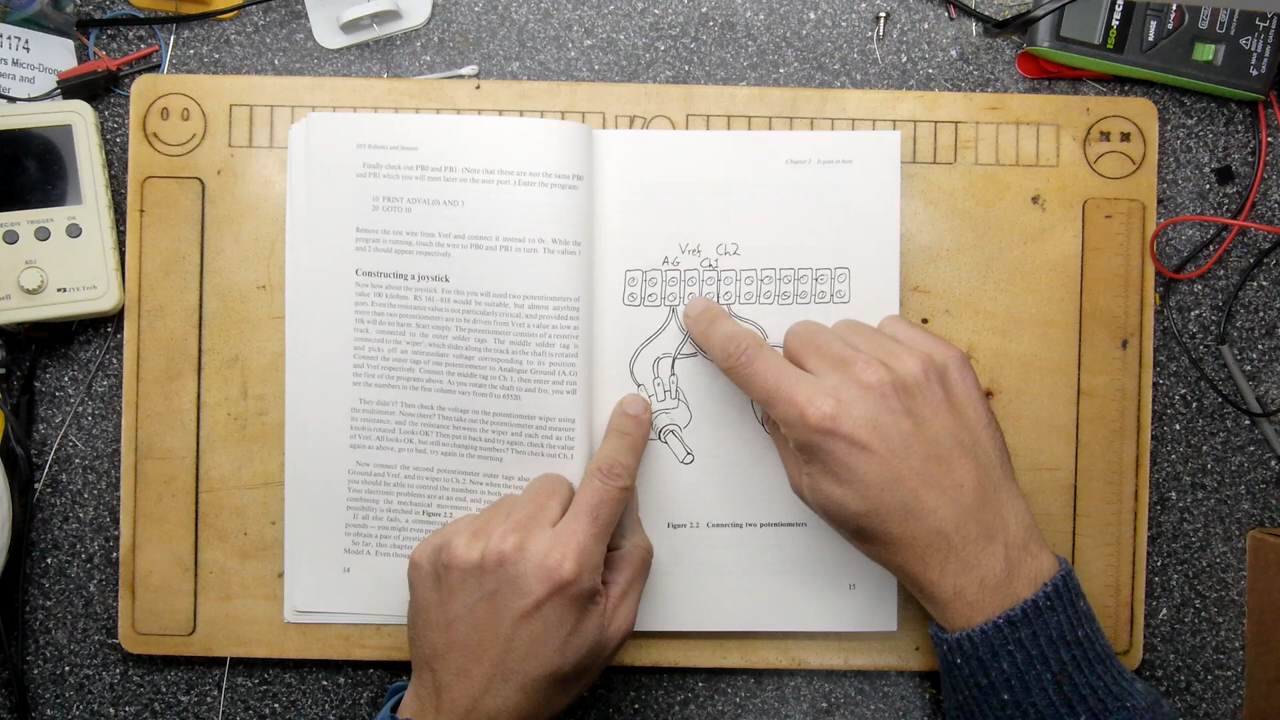 1174
rs Micro-Drone
era and
TRIGGER
OK
ADJ
JYETech
ISO-TECH
RANGE
DIY Robotics and Sensors
Finally check out PB0 and PB1. (Note that these are not the same PB0
and PB1 which you will meet later on the user port.) Enter the program:
10 PRINT ADVAL(0) AND 3
20 GOTO 10
Remove the test wire from Vref and connect it instead to 0v. While the
program is running, touch the wire to PB0 and PB1 in turn. The values 1
and 2 should appear respectively.
Constructing a joystick
Now how about the joystick. For this you will need two potentiometers of
value 100 kilohms. RS 161-818 would be suitable, but almost anything
goes. Even the resistance value is not particularly critical, and provided not
more than two potentiometers are to be driven from Vref a value as low as
10k will do no harm. Start simply. The potentiometer consists of a resistive
track, connected to the outer solder tags. The middle solder tag is
connected to the 'wiper', which slides along the track as the shaft is rotated
and picks off an intermediate voltage corresponding to its position.
Connect the outer tags of one potentiometer to Analogue Ground (A.G)
and Vref respectively. Connect the middle tag to Ch.1, then enter and run
the first of the programs above. As you rotate the shaft to and fro, you will
see the numbers in the first column vary from 0 to 65520.
They didn't? Then check the voltage on the potentiometer wiper using
the multimeter. None there? Then take out the potentiometer and measure
its resistance, and the resistance between the wiper and each end as the
knob is rotated. Looks OK? Then put it back and try again, check the value
of Vref. All looks OK, but still no changing numbers? Then check out Ch.1
again as above, go to bed, try again in the morning.
Now connect the second potentiometer outer tags also
Ground and Vref, and its wiper to Ch.2. Now when the test
you should be able to control the numbers in both
Your electronic problems are at an end, and yo
combining the mechanical movements
possibility is sketched in Figure 2.2.
If all else fails, a commercial
pounds — you might even pre
to obtain a pair of joystick
So far, this chapter
Model A. Even thoug
14
Chapter 2 It goes in here
Vref Ch2
A.G Ch1
Figure 2.2 Connecting two potentiometers
15